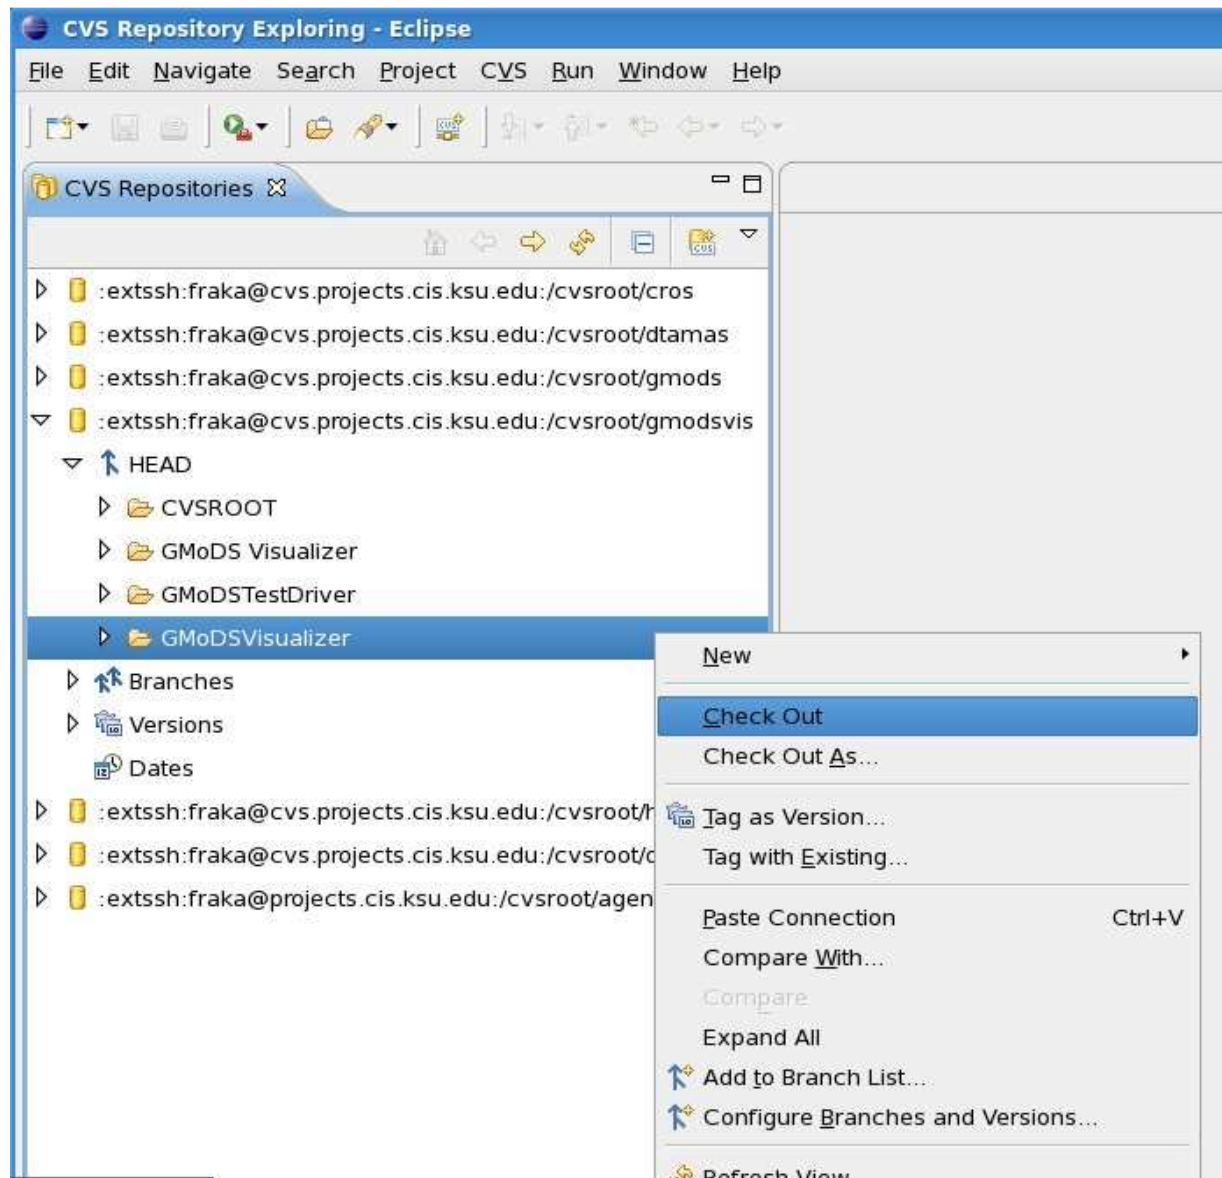 CVS Repository Exploring - Eclipse
File Edit Navigate Search Project CVS Run Window Help
CVS Repositories
:extssh:fraka@cvs.projects.cis.ksu.edu:/cvsroot/cros
:extssh:fraka@cvs.projects.cis.ksu.edu:/cvsroot/dtamas
:extssh:fraka@cvs.projects.cis.ksu.edu:/cvsroot/gmods
:extssh:fraka@cvs.projects.cis.ksu.edu:/cvsroot/gmodsvis
HEAD
CVSROOT
GMoDS Visualizer
GMoDSTestDriver
GMoDSVisualizer
Branches
Versions
Dates
:extssh:fraka@cvs.projects.cis.ksu.edu:/cvsroot/
:extssh:fraka@cvs.projects.cis.ksu.edu:/cvsroot/
:extssh:fraka@projects.cis.ksu.edu:/cvsroot/agen
New
Check Out
Check Out As...
Tag as Version...
Tag with Existing...
Paste Connection Ctrl+V
Compare With...
Compare
Expand All
Add to Branch List...
Configure Branches and Versions...
Refresh View